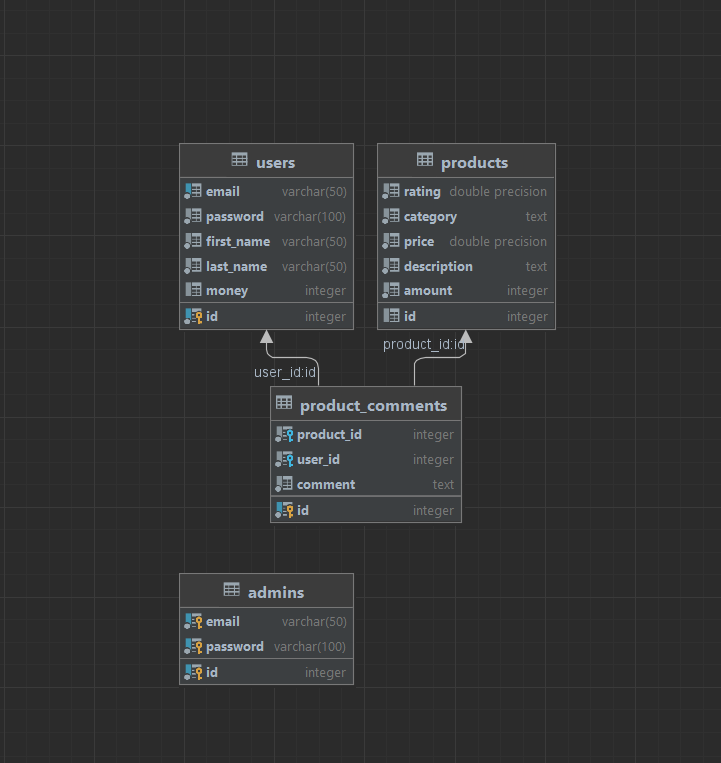 users
email varchar(50)
password varchar(100)
first_name varchar(50)
last_name varchar(50)
money integer
id integer
products
rating double precision
category text
price double precision
description text
amount integer
id integer
product_id:id
user_id:id
product_comments
product_id integer
user_id integer
comment text
id integer
admins
email varchar(50)
password varchar(100)
id integer